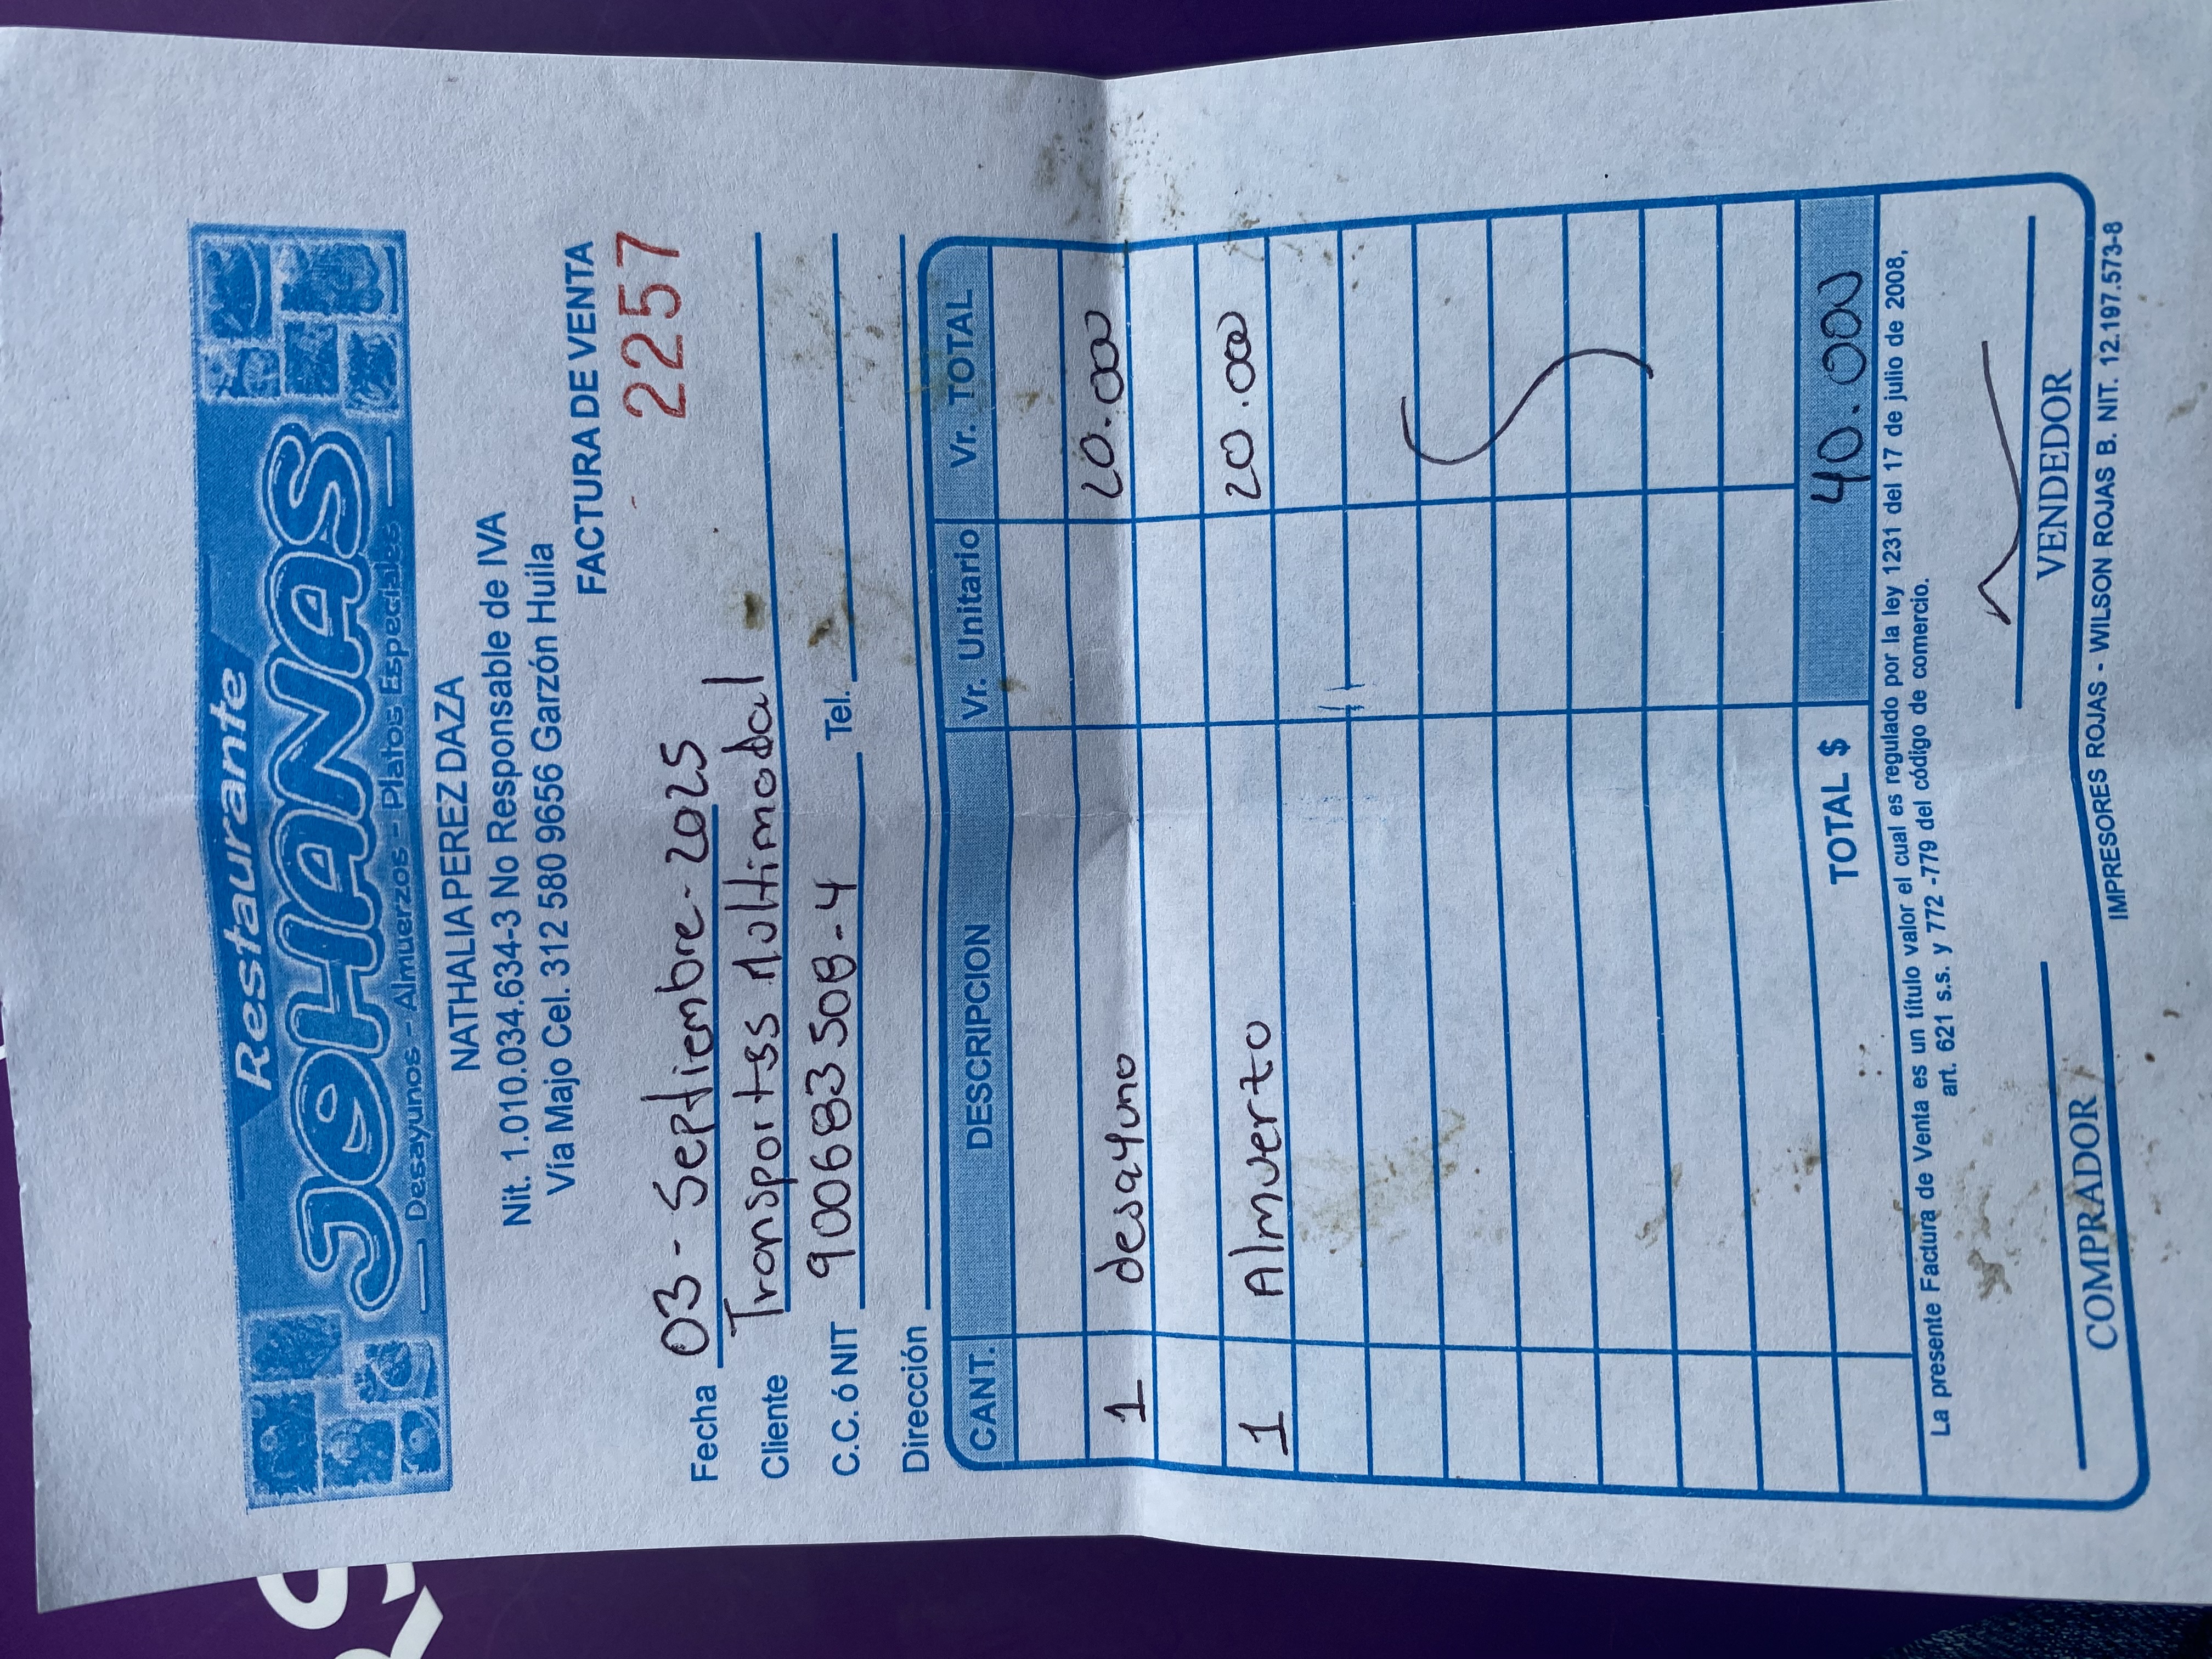 Restaurante
JOHANAS
Desayunos - Almuerzos - Platos Especiales
NATHALIA PEREZ DAZA
Nit. 1.010.034.634-3 No Responsable de IVA
Vía Majo Cel. 312 580 9656 Garzón Huila
FACTURA DE VENTA
2257
Fecha 03 - Septiembre - 2025
Cliente Transportes Multimodal
C.C. ó NIT 900683508-4 Tel.
Dirección
CANT. DESCRIPCION Vr. Unitario Vr. TOTAL
1 desayuno 20.000
1 Almuerzo 20.000
TOTAL $ 40.000
La presente Factura de Venta es un título valor el cual es regulado por la ley 1231 del 17 de julio de 2008,
art. 621 s.s. y 772 -779 del código de comercio.
COMPRADOR VENDEDOR
IMPRESORES ROJAS - WILSON ROJAS B. NIT. 12.197.573-8